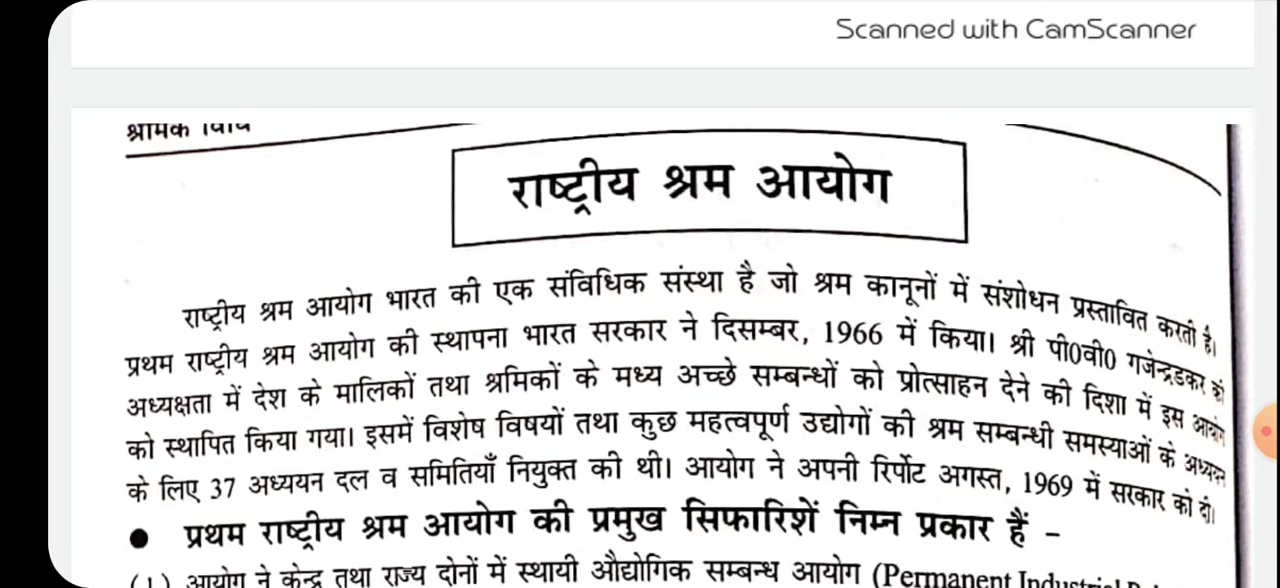 Scanned with CamScanner
राष्ट्रीय श्रम आयोग
राष्ट्रीय श्रम आयोग भारत की एक संविधिक संस्था है जो श्रम कानूनों में संशोधन प्रस्तावित करती है।
प्रथम राष्ट्रीय श्रम आयोग की स्थापना भारत सरकार ने दिसम्बर, 1966 में किया। श्री पी0वी0 गजेन्द्रडकर की
अध्यक्षता में देश के मालिकों तथा श्रमिकों के मध्य अच्छे सम्बन्धों को प्रोत्साहन देने की दिशा में इस आयोग
को स्थापित किया गया। इसमें विशेष विषयों तथा कुछ महत्वपूर्ण उद्योगों की श्रम सम्बन्धी समस्याओं के अध्ययन
के लिए 37 अध्ययन दल व समितियाँ नियुक्त की थी। आयोग ने अपनी रिर्पोट अगस्त, 1969 में सरकार को दी।
● प्रथम राष्ट्रीय श्रम आयोग की प्रमुख सिफारिशें निम्न प्रकार हैं -
(1) आयोग ने केन्द्र तथा राज्य दोनों में स्थायी औद्योगिक सम्बन्ध आयोग (Permanent Industrial